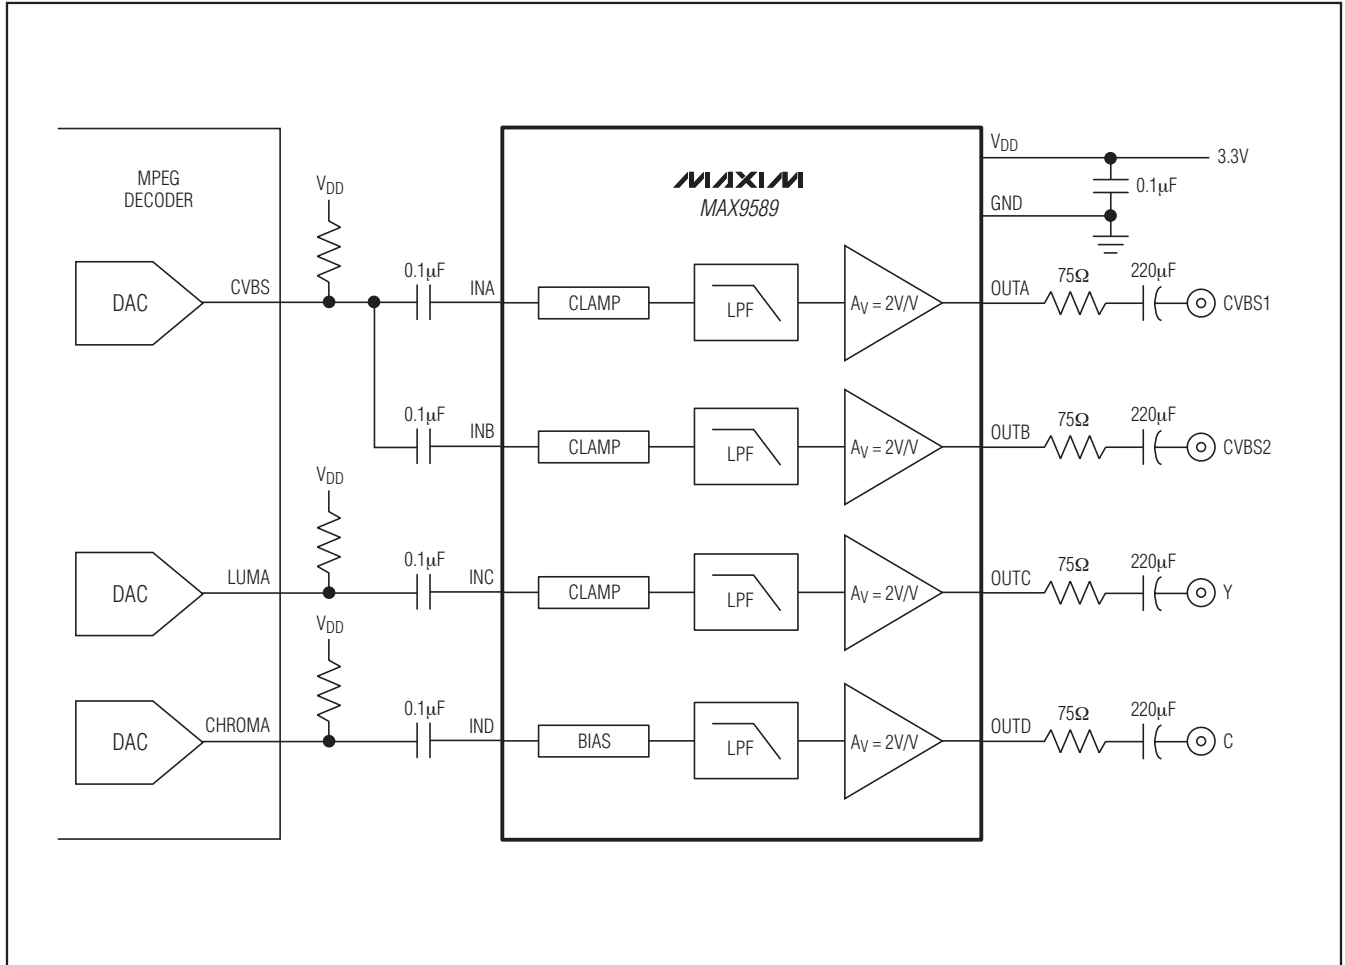 MPEG
DECODER
VDD
MAXIM
MAX9589
VDD
3.3V
0.1µF
GND
DAC
CVBS
0.1µF
INA
CLAMP
LPF
AV = 2V/V
OUTA
75Ω
220µF
CVBS1
0.1µF
INB
CLAMP
LPF
AV = 2V/V
OUTB
75Ω
220µF
CVBS2
VDD
DAC
LUMA
0.1µF
INC
CLAMP
LPF
AV = 2V/V
OUTC
75Ω
220µF
Y
VDD
DAC
CHROMA
0.1µF
IND
BIAS
LPF
AV = 2V/V
OUTD
75Ω
220µF
C